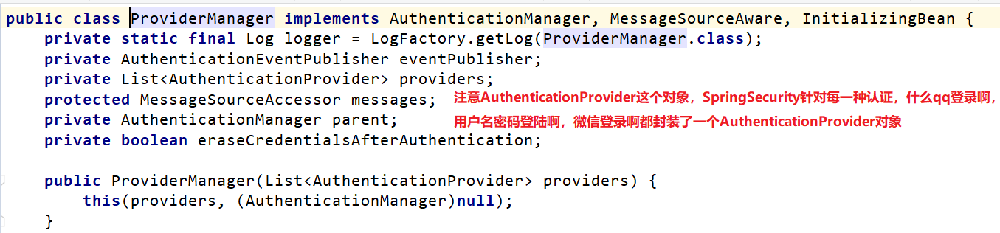 public class ProviderManager implements AuthenticationManager, MessageSourceAware, InitializingBean {
private static final Log logger = LogFactory.getLog(ProviderManager.class);
private AuthenticationEventPublisher eventPublisher;
private List<AuthenticationProvider> providers;
protected MessageSourceAccessor messages;
注意AuthenticationProvider这个对象，SpringSecurity针对每一种认证，什么qq登录啊，
private AuthenticationManager parent;
用户名密码登陆啊，微信登录啊都封装了一个AuthenticationProvider对象
private boolean eraseCredentialsAfterAuthentication;
public ProviderManager(List<AuthenticationProvider> providers) {
this(providers, (AuthenticationManager)null);
}